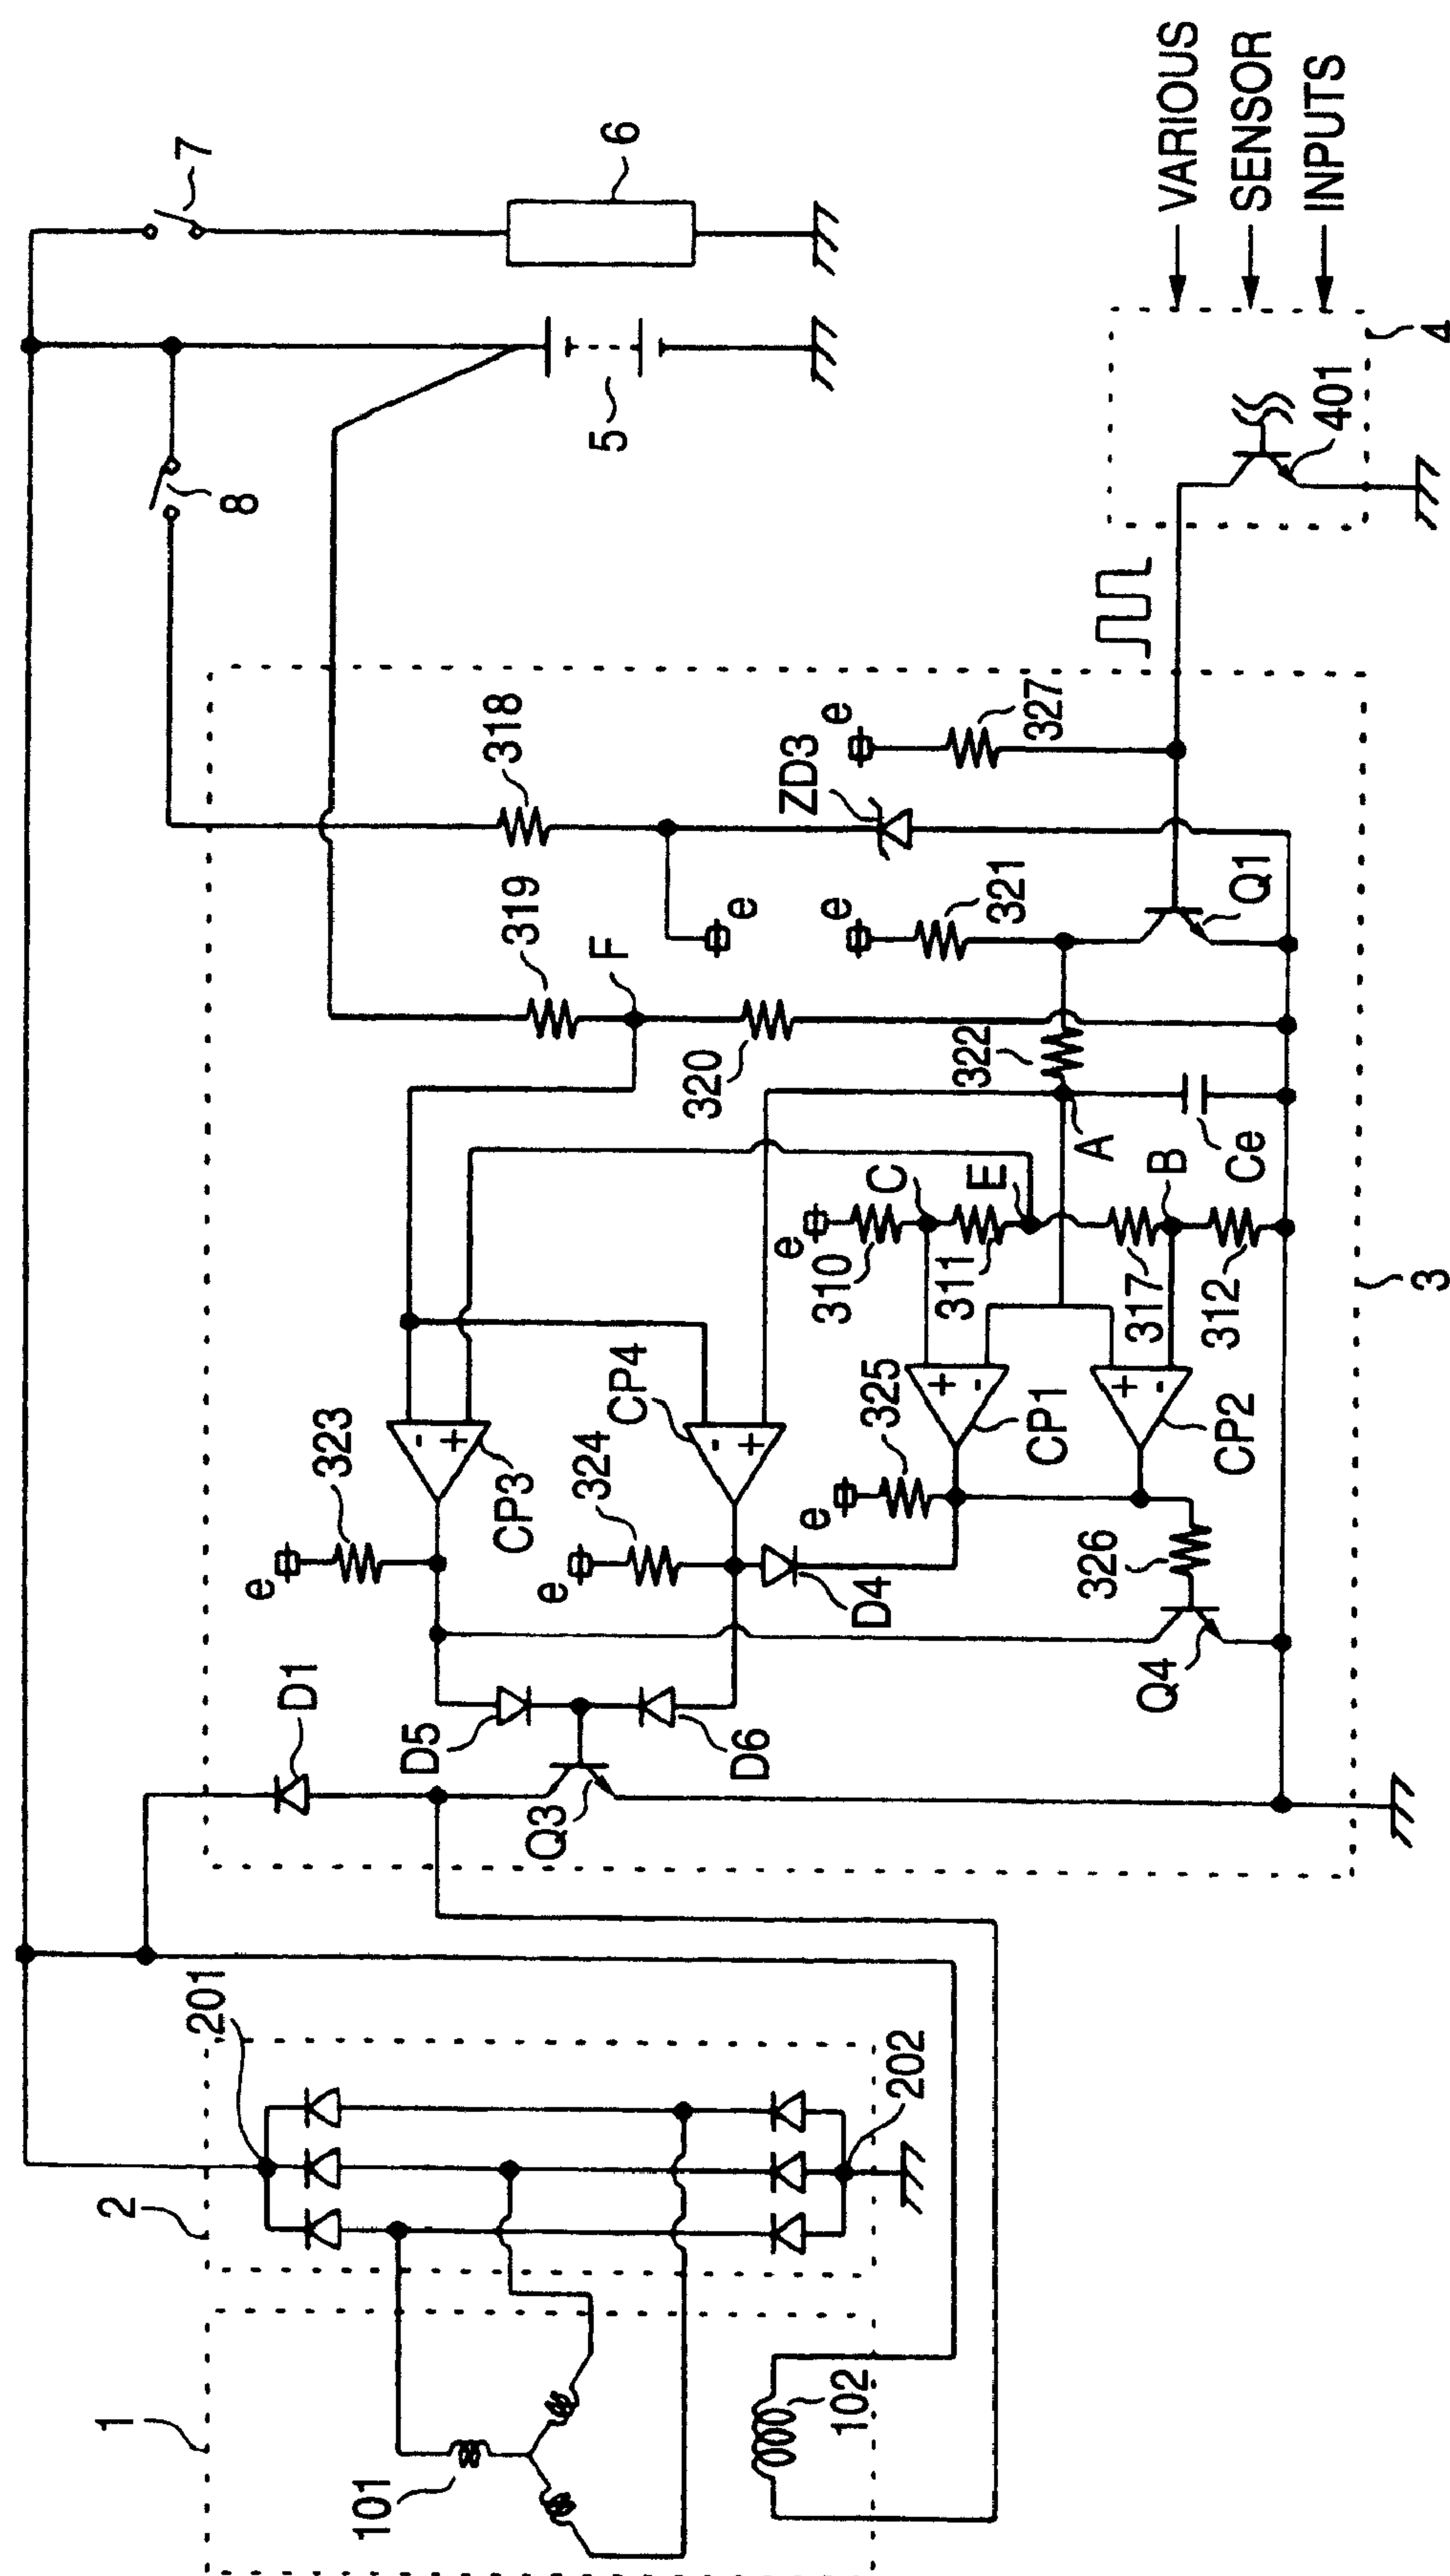 1
101
102
2
201
202
D1
Q3
D5
D6
e
323
CP3
-
+
e
324
CP4
-
+
D4
e
325
CP1
+
-
CP2
+
-
326
Q4
e
310
C
311
E
317
B
312
A
Ce
322
319
F
320
318
e
e
321
ZD3
e
327
Q1
3
8
5
7
6
401
4
VARIOUS
SENSOR
INPUTS